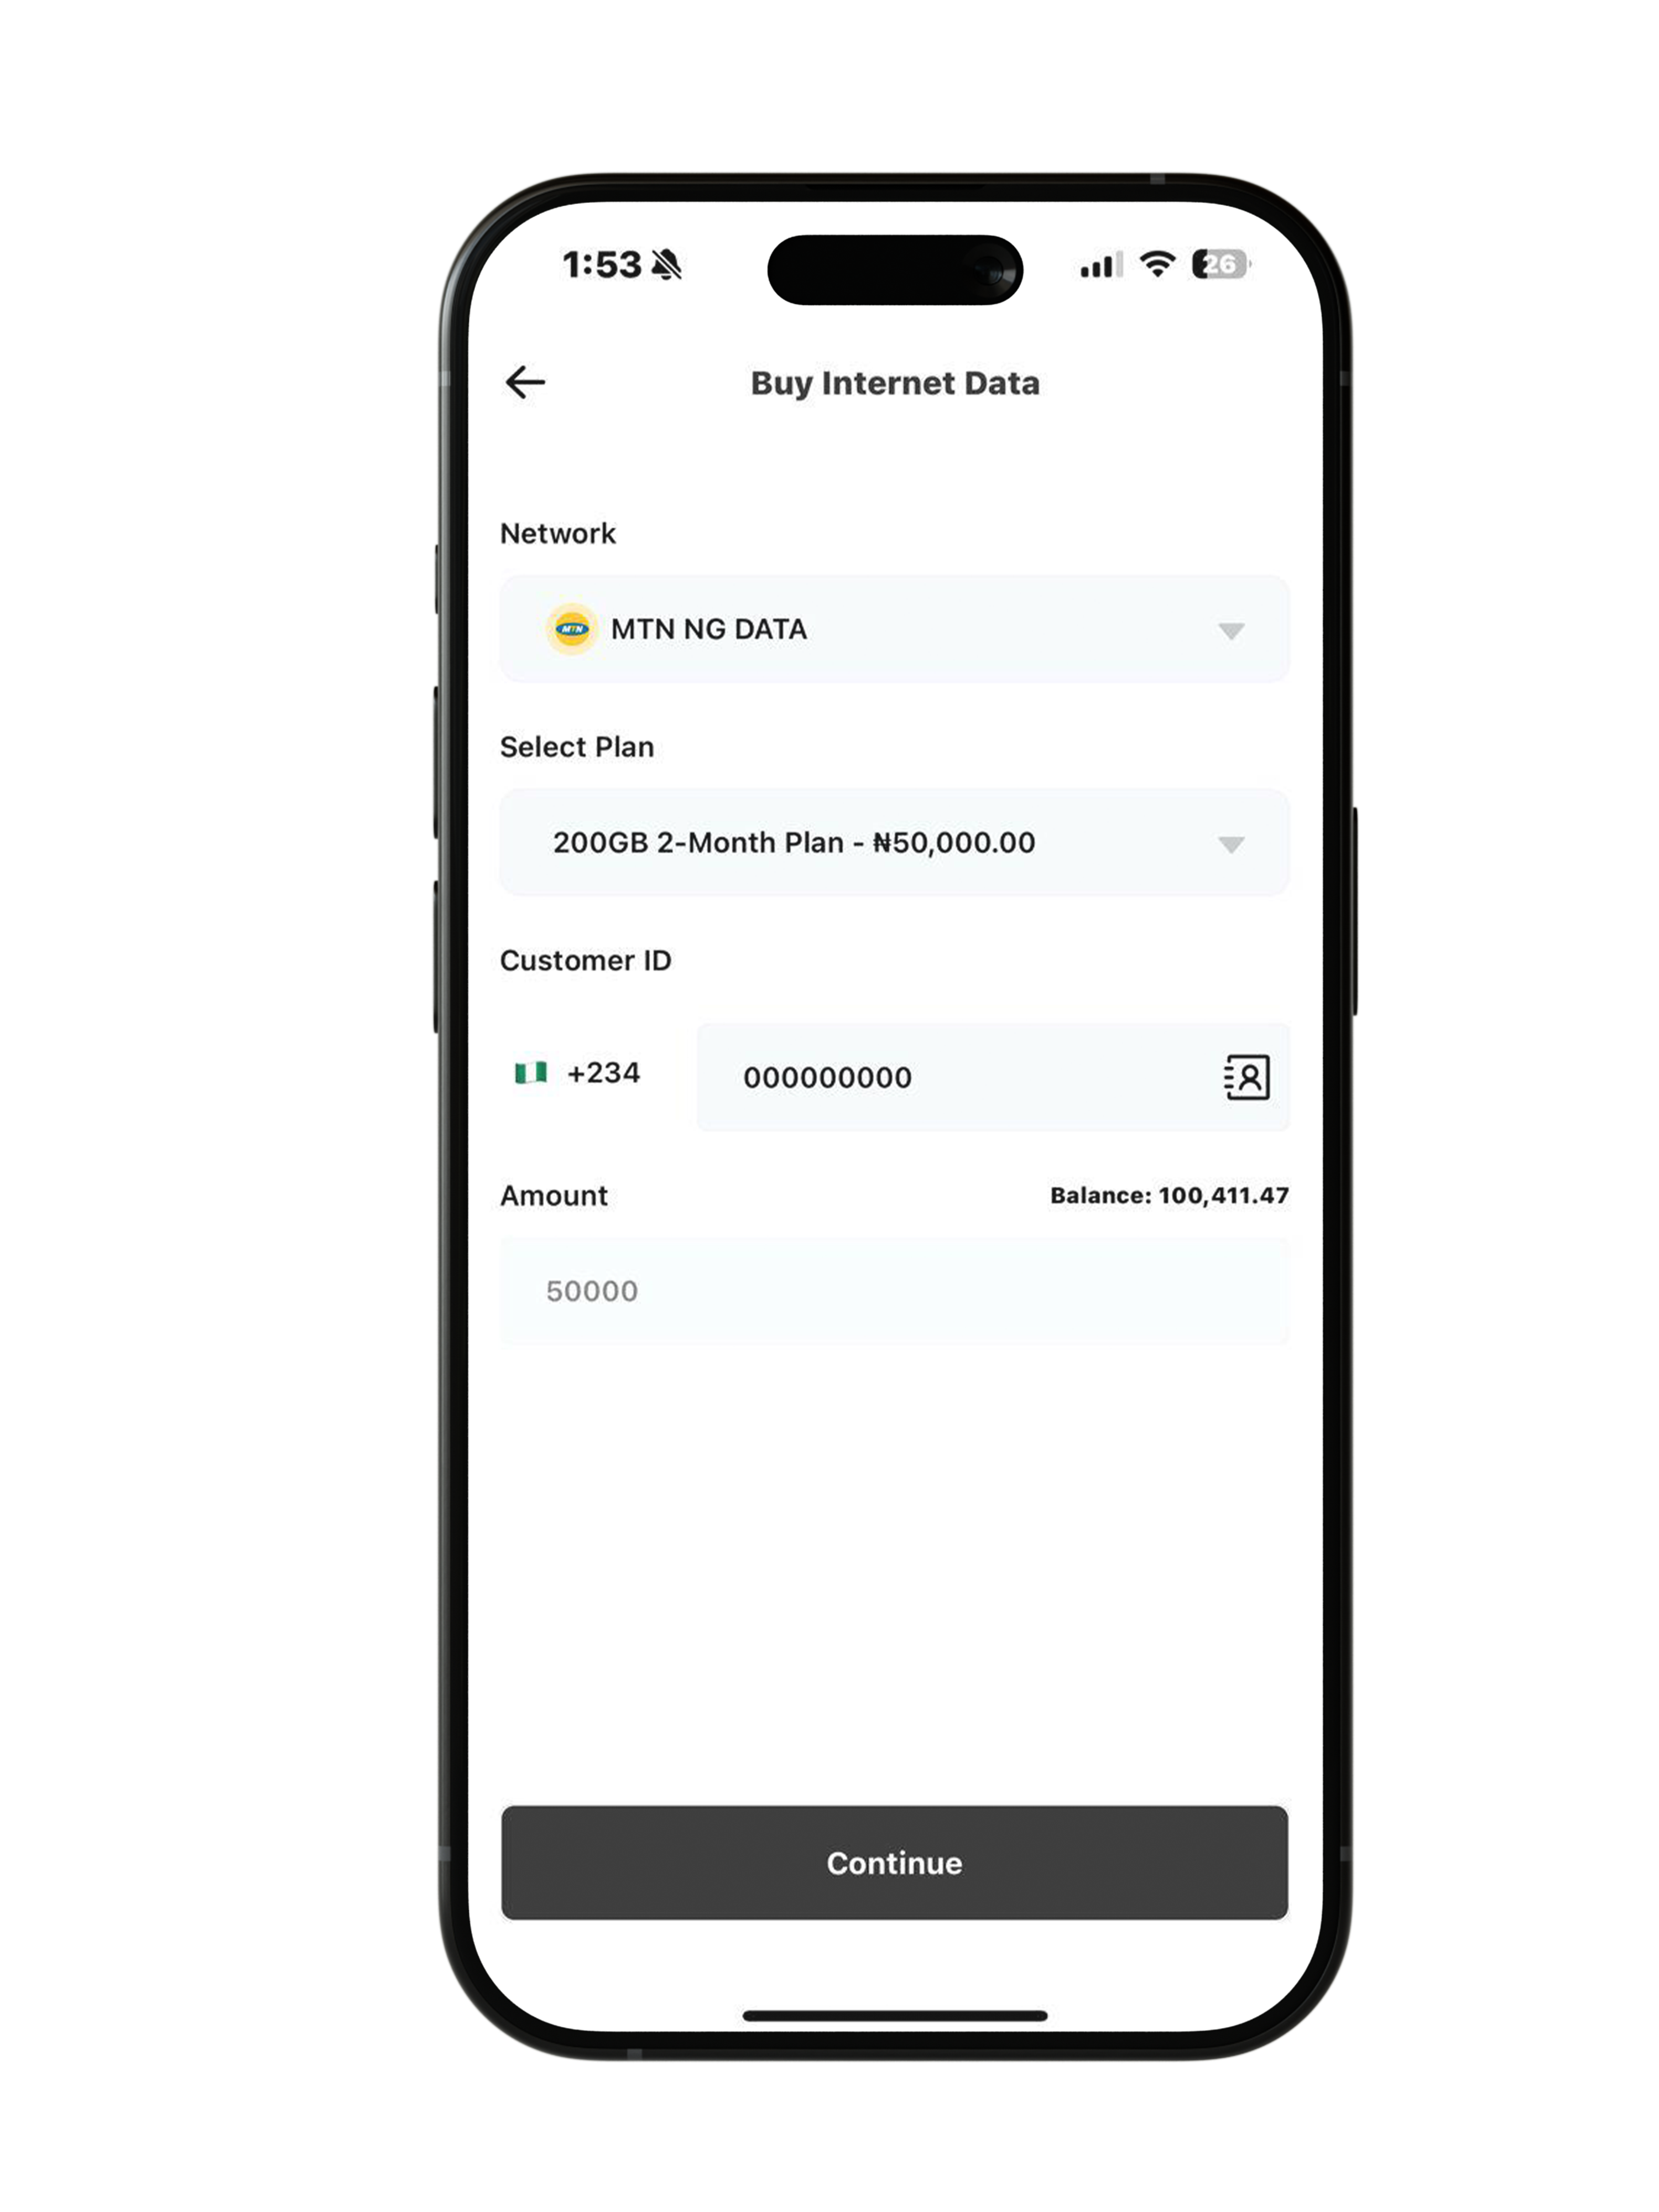 1:53
26
Buy Internet Data
Network
MTN
MTN NG DATA
Select Plan
200GB 2-Month Plan - ₦50,000.00
Customer ID
+234
000000000
Amount
Balance: 100,411.47
50000
Continue